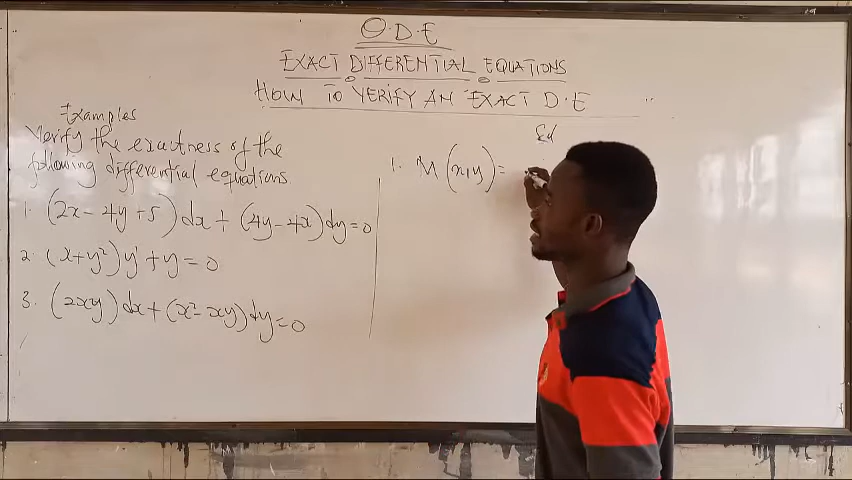 O.D.E
EXACT DIFFERENTIAL EQUATIONS
HOW TO VERIFY AN EXACT D.E
Examples
Verify the exactness of the
following differential equations
1. (2x - 4y + 5)dx + (4y - 4x)dy = 0
2. (x + y²)y' + y = 0
3. (2xy)dx + (x² - xy)dy = 0
Sol
1. M(x,y) =